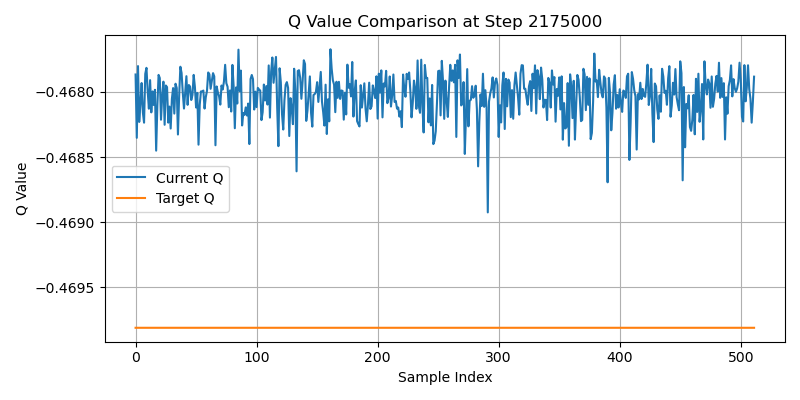 Q Value Comparison at Step 2175000
Q Value
−0.4680
−0.4685
−0.4690
−0.4695
Current Q
Target Q
0 100 200 300 400 500
Sample Index